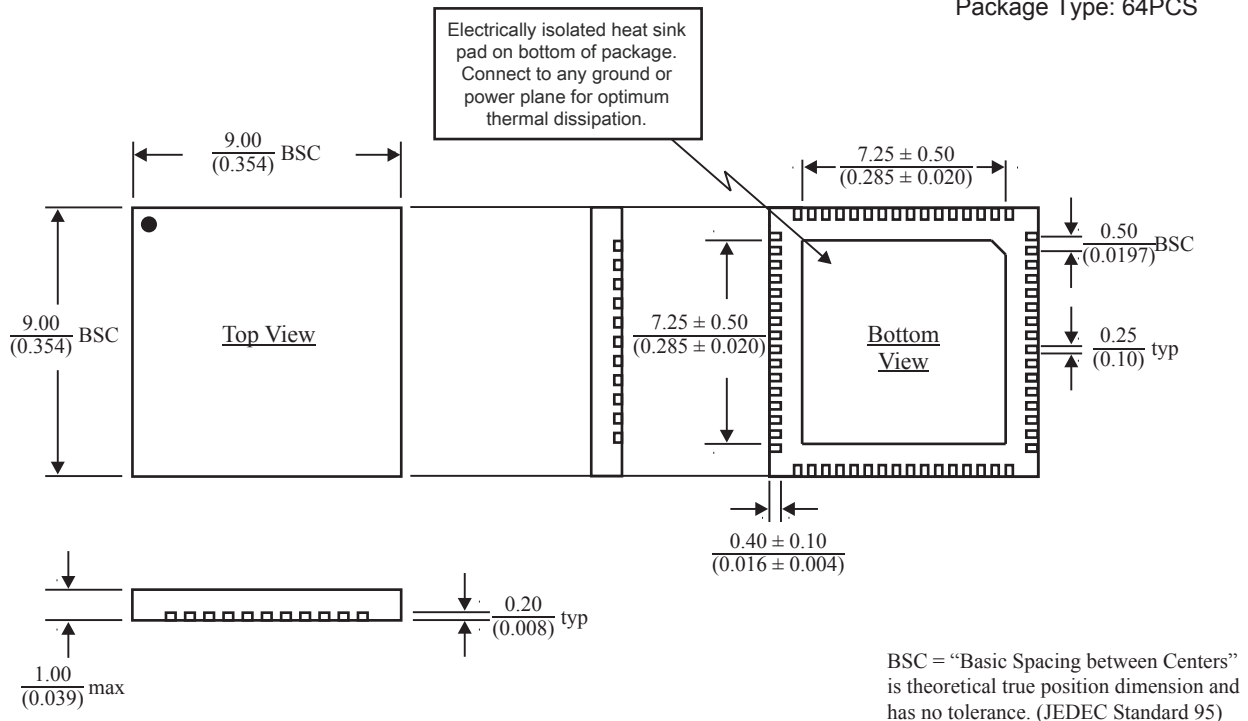 Package Type: 64PCS
Electrically isolated heat sink
pad on bottom of package.
Connect to any ground or
power plane for optimum
thermal dissipation.
9.00
(0.354)
BSC
7.25 ± 0.50
(0.285 ± 0.020)
0.50
(0.0197)
BSC
9.00
(0.354)
BSC
Top View
7.25 ± 0.50
(0.285 ± 0.020)
Bottom
View
0.25
(0.10)
typ
0.40 ± 0.10
(0.016 ± 0.004)
0.20
(0.008)
typ
1.00
(0.039)
max
BSC = “Basic Spacing between Centers”
is theoretical true position dimension and
has no tolerance. (JEDEC Standard 95)